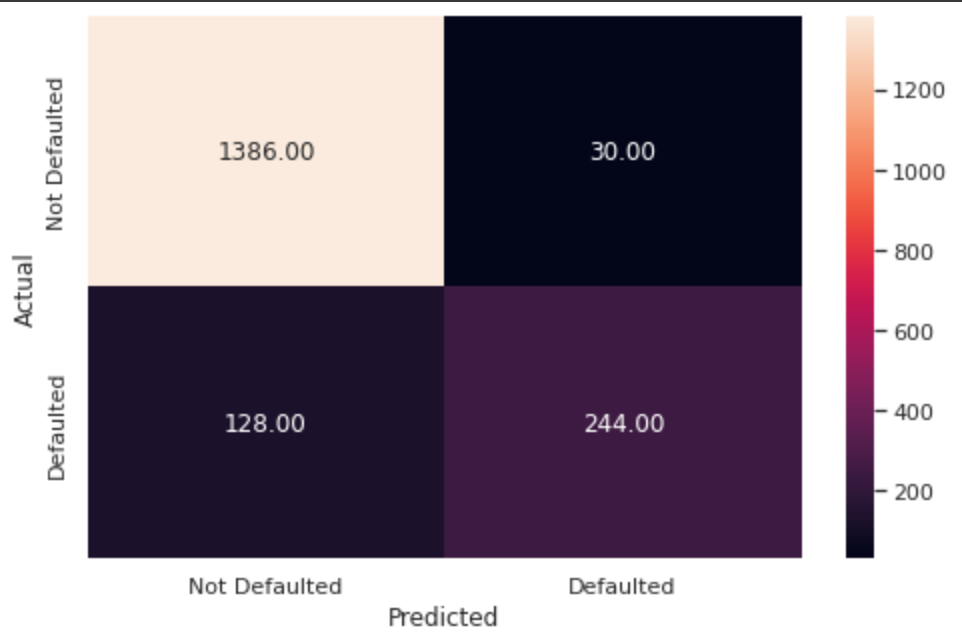 Actual
Not Defaulted
Defaulted
1386.00
30.00
128.00
244.00
Not Defaulted
Defaulted
Predicted
1200
1000
800
600
400
200